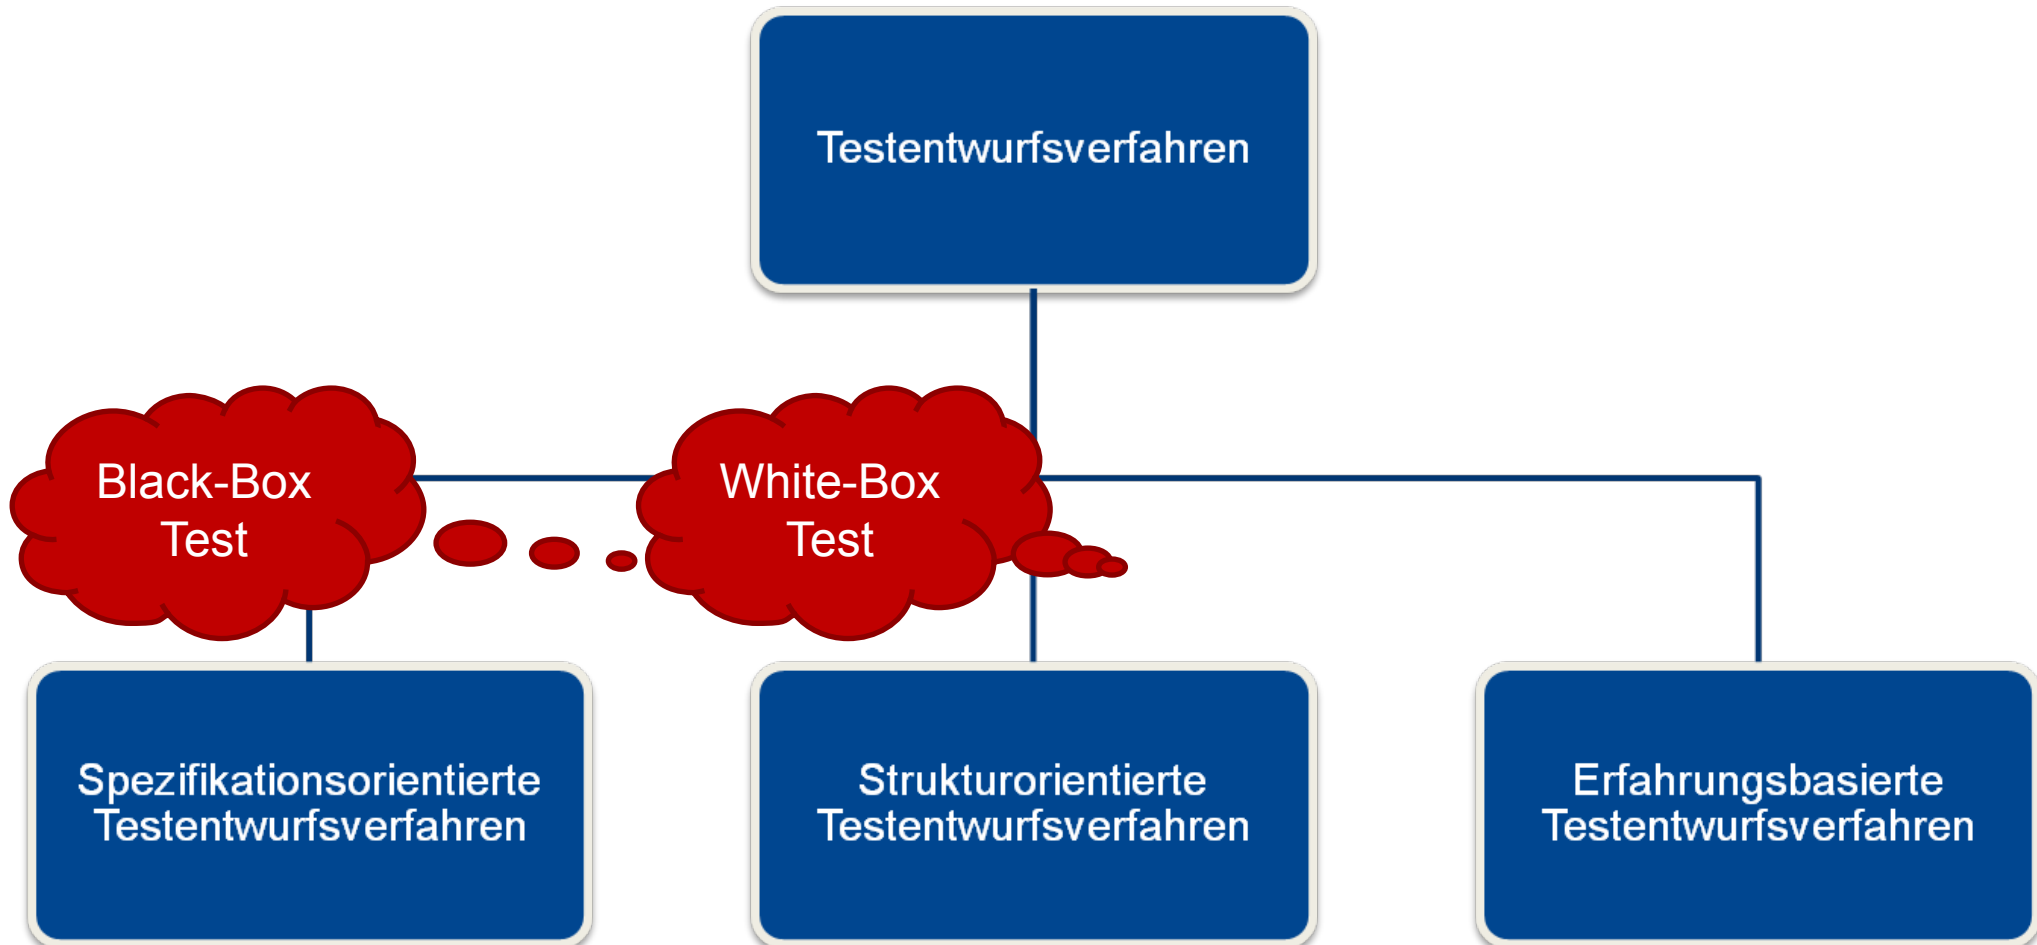 Testentwurfsverfahren
Black-Box
Test
White-Box
Test
Spezifikationsorientierte
Testentwurfsverfahren
Strukturorientierte
Testentwurfsverfahren
Erfahrungsbasierte
Testentwurfsverfahren